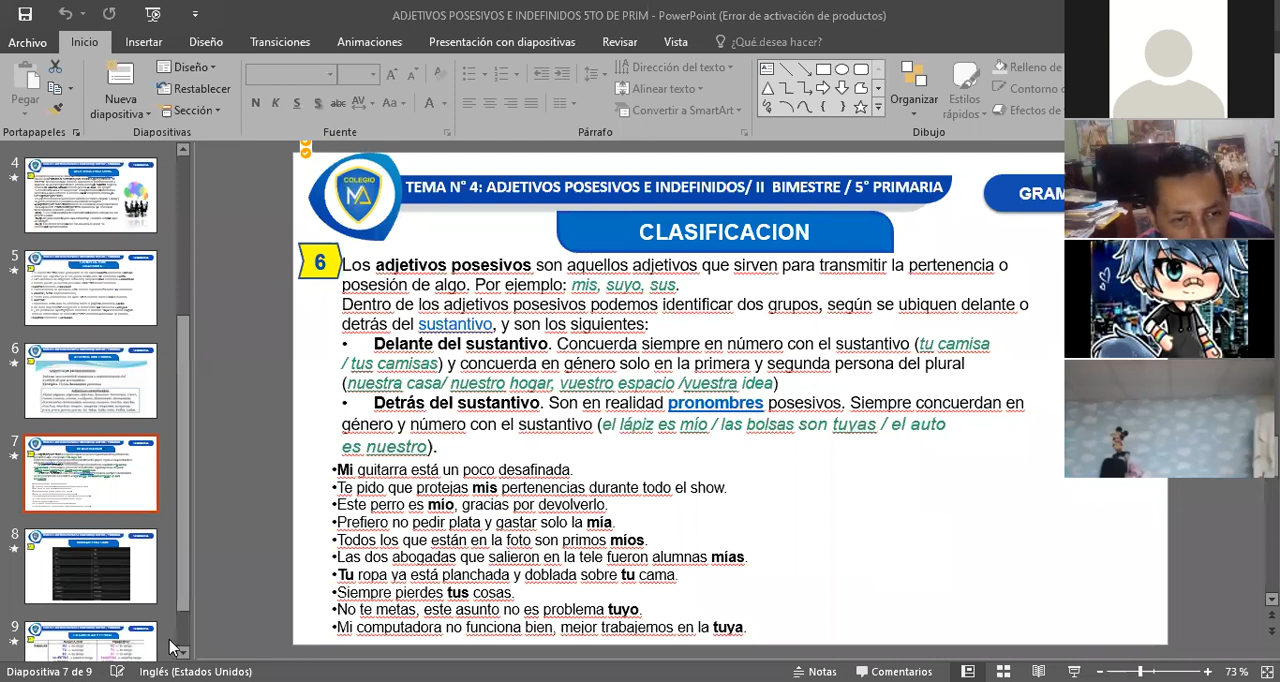 ADJETIVOS POSESIVOS E INDEFINIDOS 5TO DE PRIM - PowerPoint (Error de activación de productos)
Archivo Inicio Insertar Diseño Transiciones Animaciones Presentación con diapositivas Revisar Vista ¿Qué desea hacer?
Pegar
Nueva
diapositiva
Diseño
Restablecer
Sección
N K S S abc AV Aa A
Dirección del texto
Alinear texto
Convertir a SmartArt
Organizar
Estilos
rápidos
Relleno de
Contorno
Efectos de
Portapapeles Diapositivas Fuente Párrafo Dibujo
4
5
6
7
8
9
COLEGIO
TEMA N° 4:ADJETIVOS POSESIVOS E INDEFINIDOS/
5° PRIMARIA
GRAM
CLASIFICACION
6
adjetivos posesivos. Son aquellos adjetivos que sirven para transmitir la pertenencia o
posesión de algo. Por ejemplo: mis, suyo, sus.
Dentro de los adjetivos posesivos podemos identificar dos grupos, según se ubiquen delante o
detrás del sustantivo, y son los siguientes:
• Delante del sustantivo. Concuerda siempre en número con el sustantivo (tu camisa
/ tus camisas) y concuerda en género solo en la primera y segunda persona del plural
(nuestra casa/ nuestro hogar, vuestro espacio /vuestra idea)
• Detrás del sustantivo. Son en realidad pronombres posesivos. Siempre concuerdan en
género y número con el sustantivo (el lápiz es mío / las bolsas son tuyas / el auto
es nuestro).
•Mi guitarra está un poco desafinada.
•Te pido que protejas mis pertenencias durante todo el show.
•Este perro es mío, gracias por devolverlo.
•Prefiero no pedir plata y gastar solo la mía.
•Todos los que están en la foto son primos míos.
•Las dos abogadas que salieron en la tele fueron alumnas mías.
•Tu ropa ya está planchada y doblada sobre tu cama.
•Siempre pierdes tus cosas.
•No te metas, este asunto no es problema tuyo.
•Mi computadora no funciona bien, mejor trabajemos en la tuya.
Diapositiva 7 de 9 Inglés (Estados Unidos) Notas Comentarios 73 %